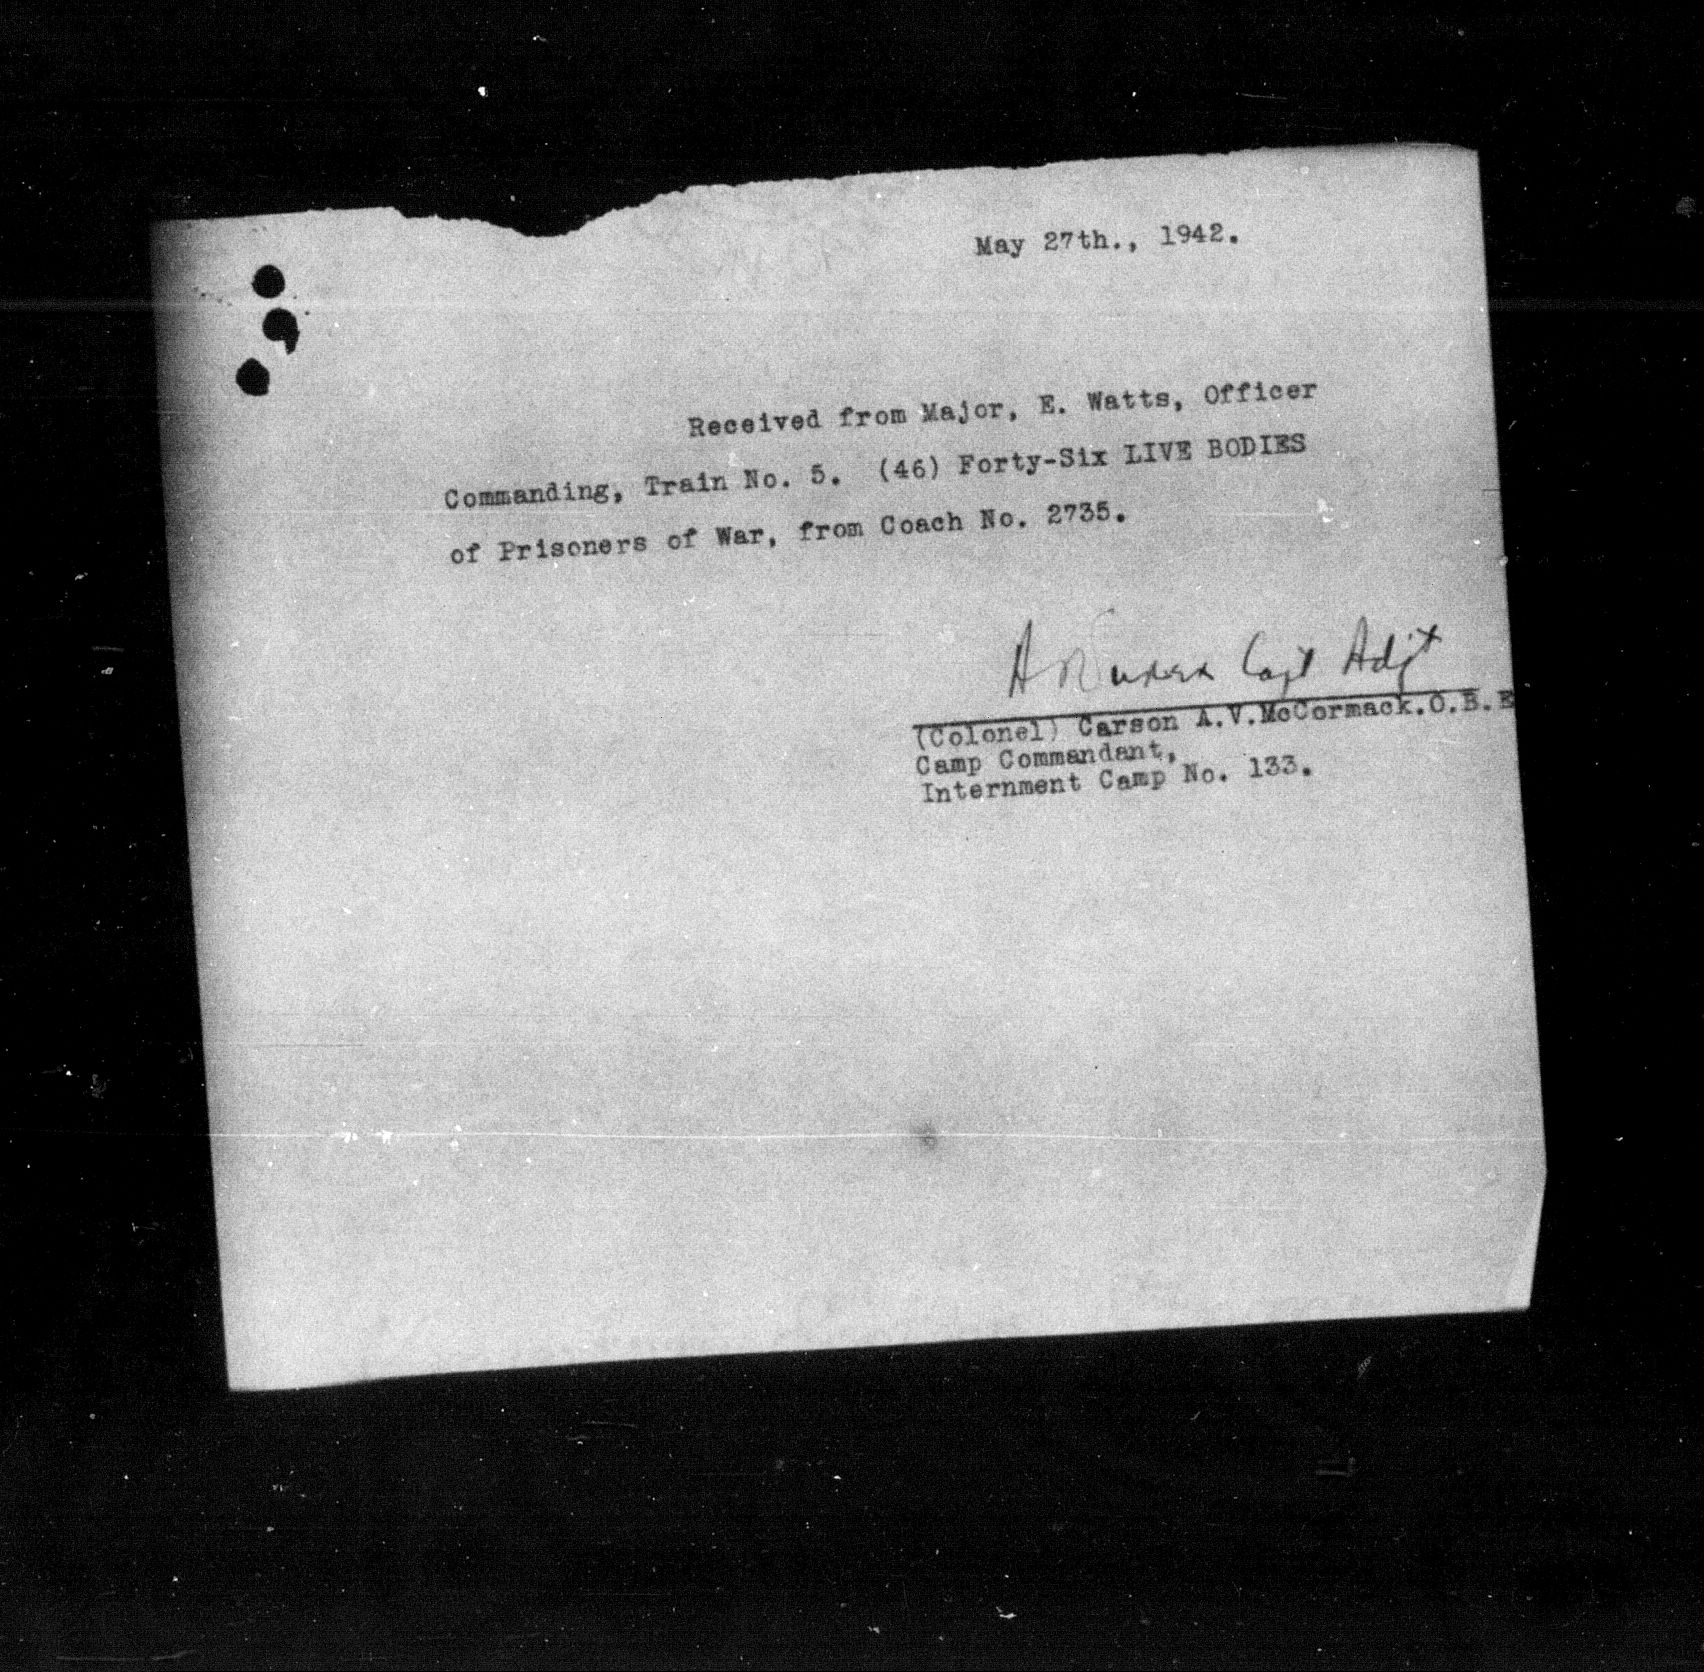 May 27th., 1942.
Received from Major, E. Watts, Officer
Commanding, Train No. 5. (46) Forty-Six LIVE BODIES
of Prisoners of War, from Coach No. 2735.
Capt Adjt
(Colonel) Carson A.V.McCormack.O.B.E
Camp Commandant,
Internment Camp No. 133.